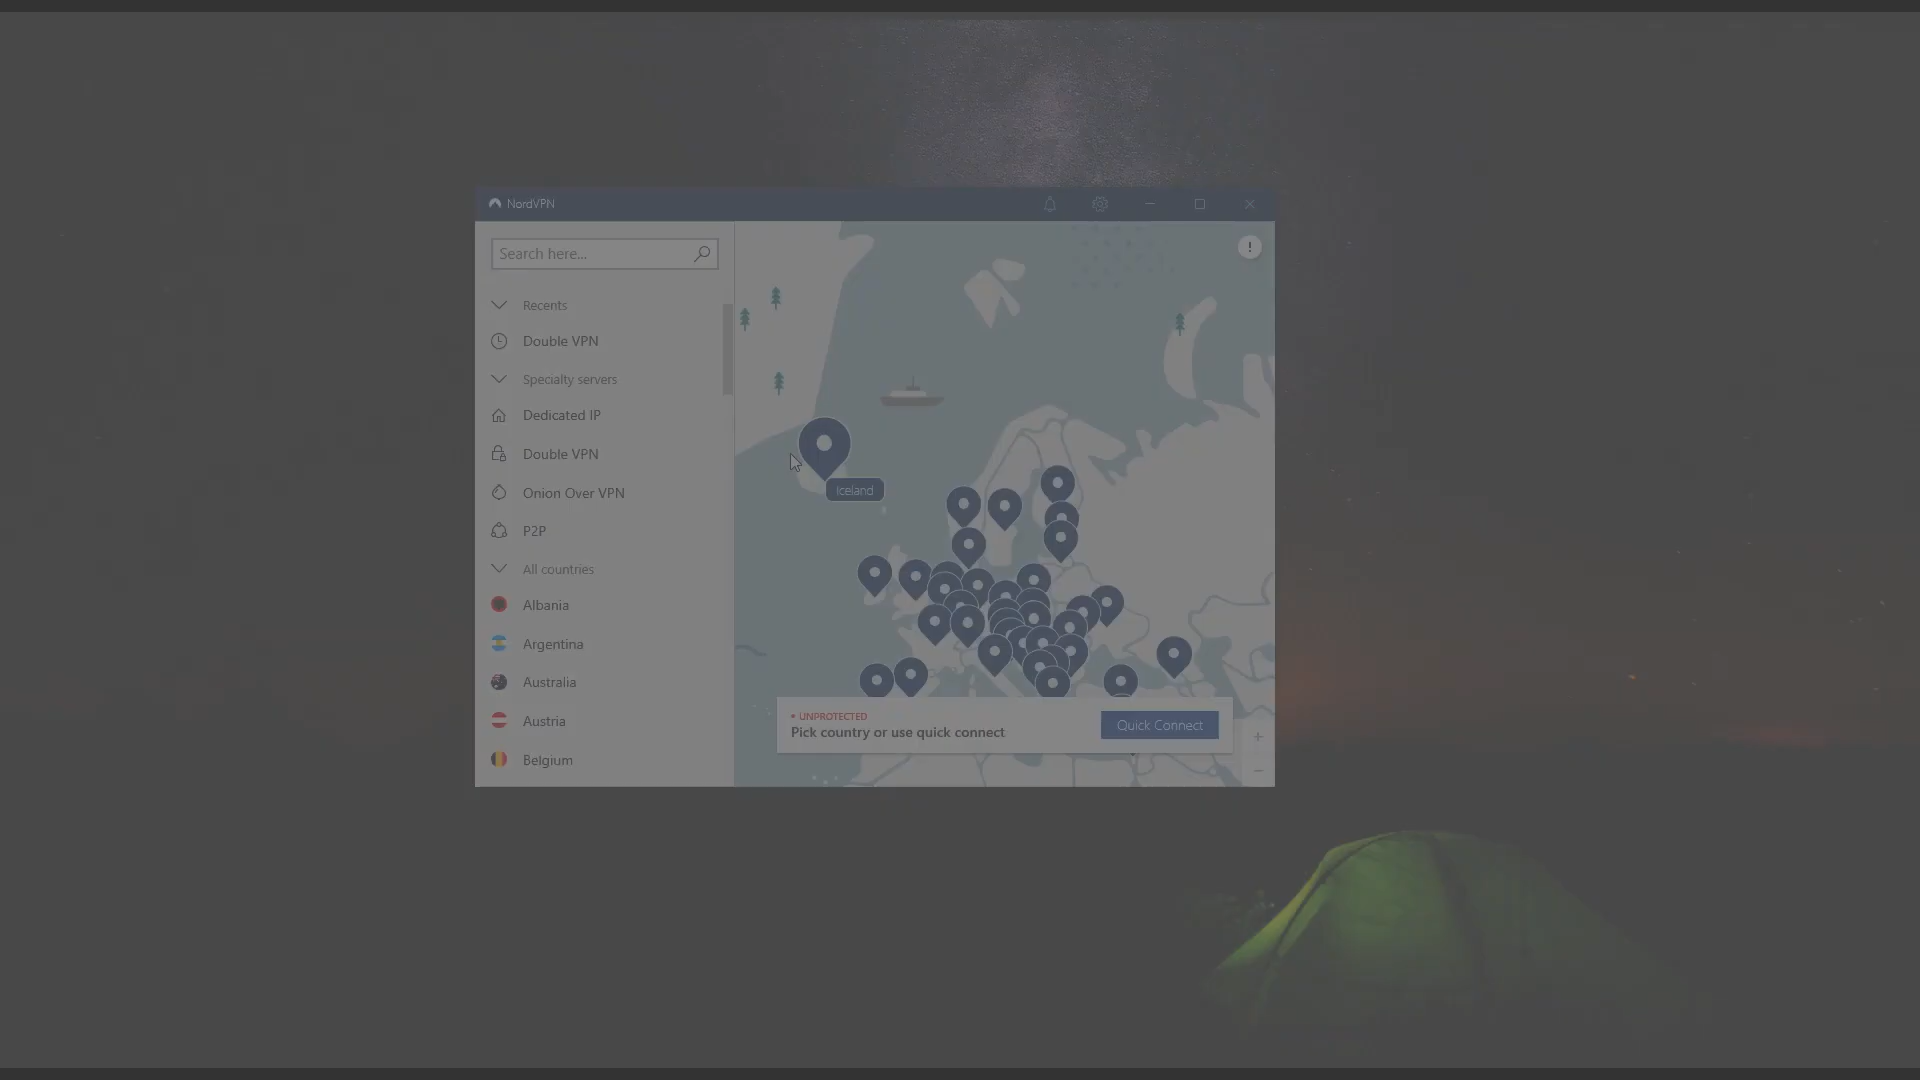 NordVPN
Search here...
Recents
Double VPN
Specialty servers
Dedicated IP
Double VPN
Onion Over VPN
P2P
All countries
Albania
Argentina
Australia
Austria
Belgium
Iceland
UNPROTECTED
Pick country or use quick connect
Quick Connect